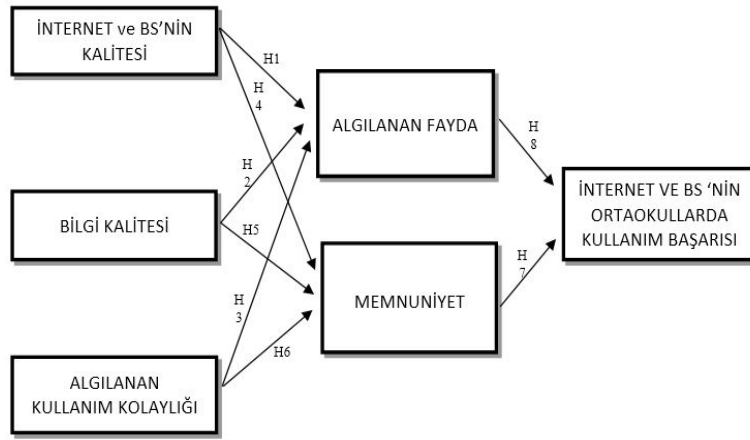 İNTERNET ve BS'NİN
KALİTESİ
H1
H
4
ALGILANAN FAYDA
H
8
H
2
BİLGİ KALİTESİ
H5
İNTERNET VE BS ‘NİN
ORTAOKULLARDA
KULLANIM BAŞARISI
H
7
MEMNUNİYET
H
3
H6
ALGILANAN
KULLANIM KOLAYLIĞI